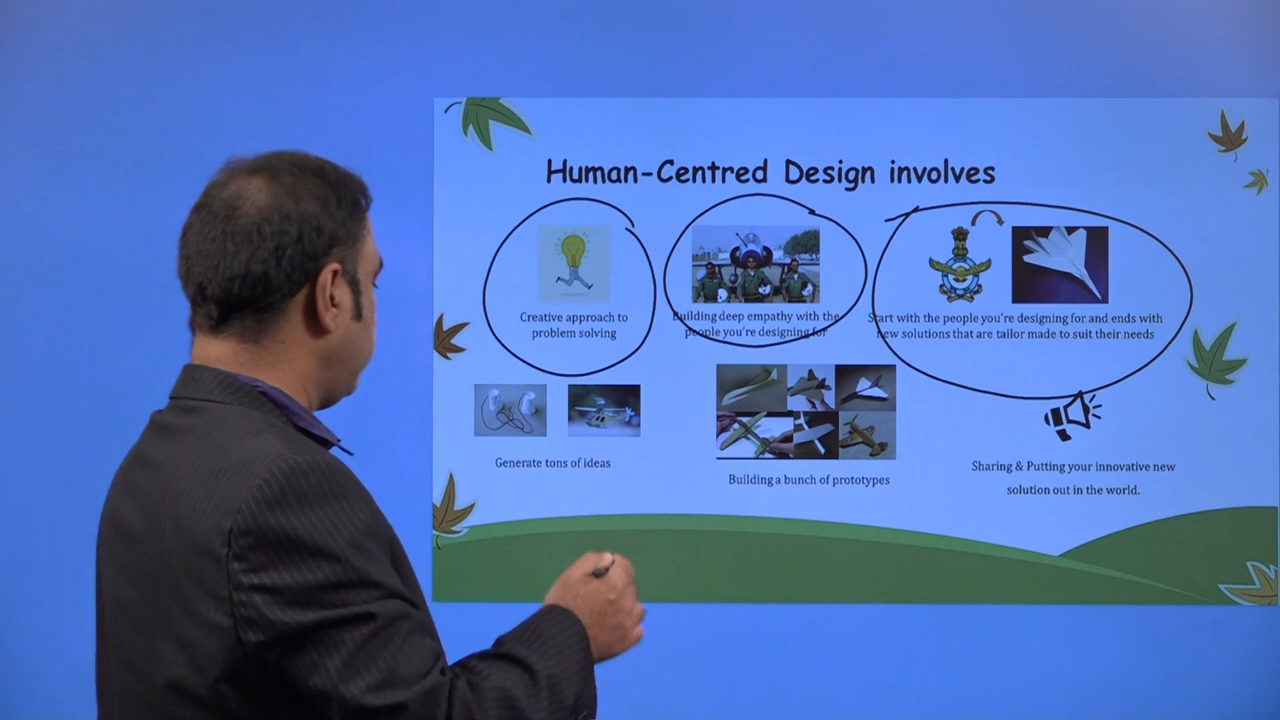 Human-Centred Design involves
Creative approach to
problem solving
Building deep empathy with the
people you're designing for
Start with the people you're designing for and ends with
new solutions that are tailor made to suit their needs
Generate tons of ideas
Building a bunch of prototypes
Sharing & Putting your innovative new
solution out in the world.